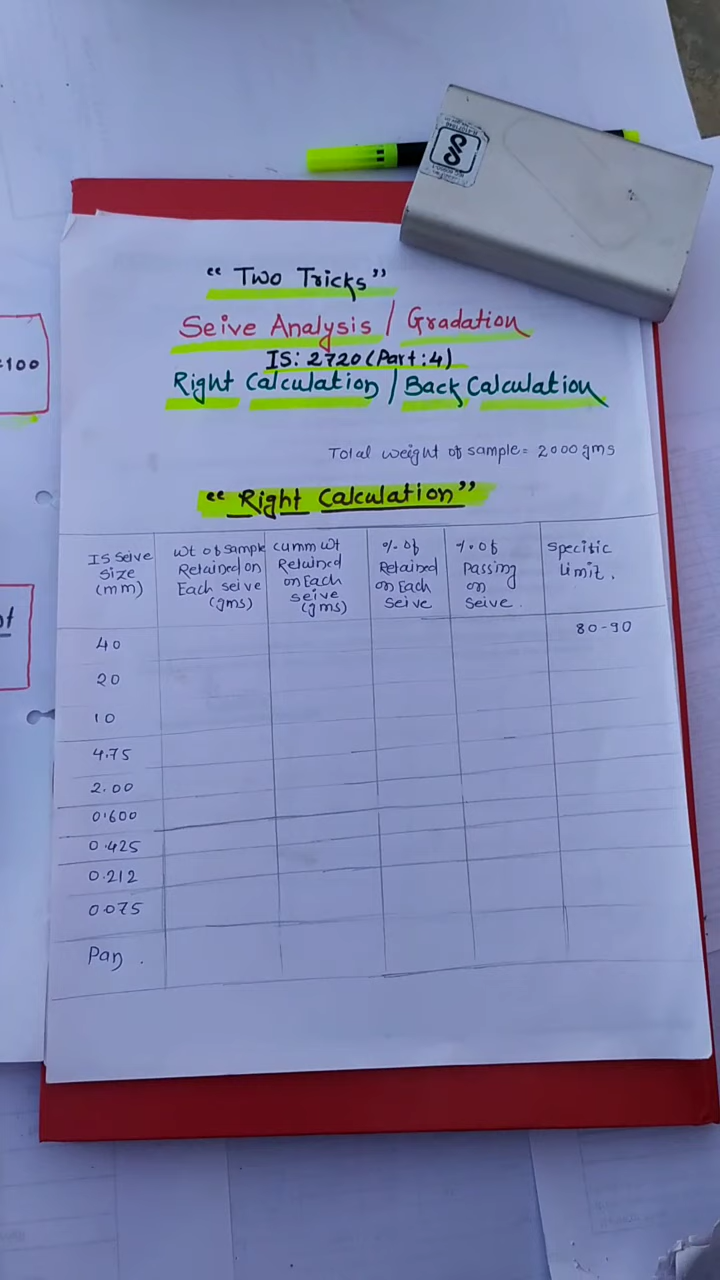 “ Two Tricks ”
Seive Analysis / Gradation
IS: 2720 (Part: 4)
Right Calculation / Back Calculation
Total weight of sample = 2000 gms
“ Right Calculation ”
IS Seive
Size
(mm)
Wt of sample
Retained on
Each seive
(gms)
Cumm Wt
Retained
on Each
seive
(gms)
% of
Retained
on Each
Seive
% of
Passing
on
Seive.
Specific
Limit.
40
80-90
20
10
4.75
2.00
0.600
0.425
0.212
0.075
Pan.
100